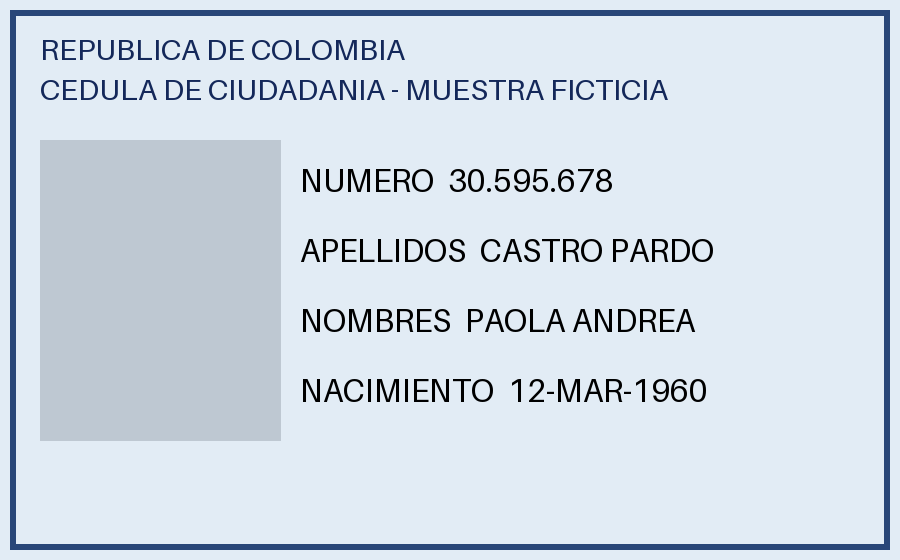 REPUBLICA DE COLOMBIA
CEDULA DE CIUDADANIA - MUESTRA FICTICIA
NUMERO 30.595.678
APELLIDOS CASTRO PARDO
NOMBRES PAOLA ANDREA
NACIMIENTO 12-MAR-1960